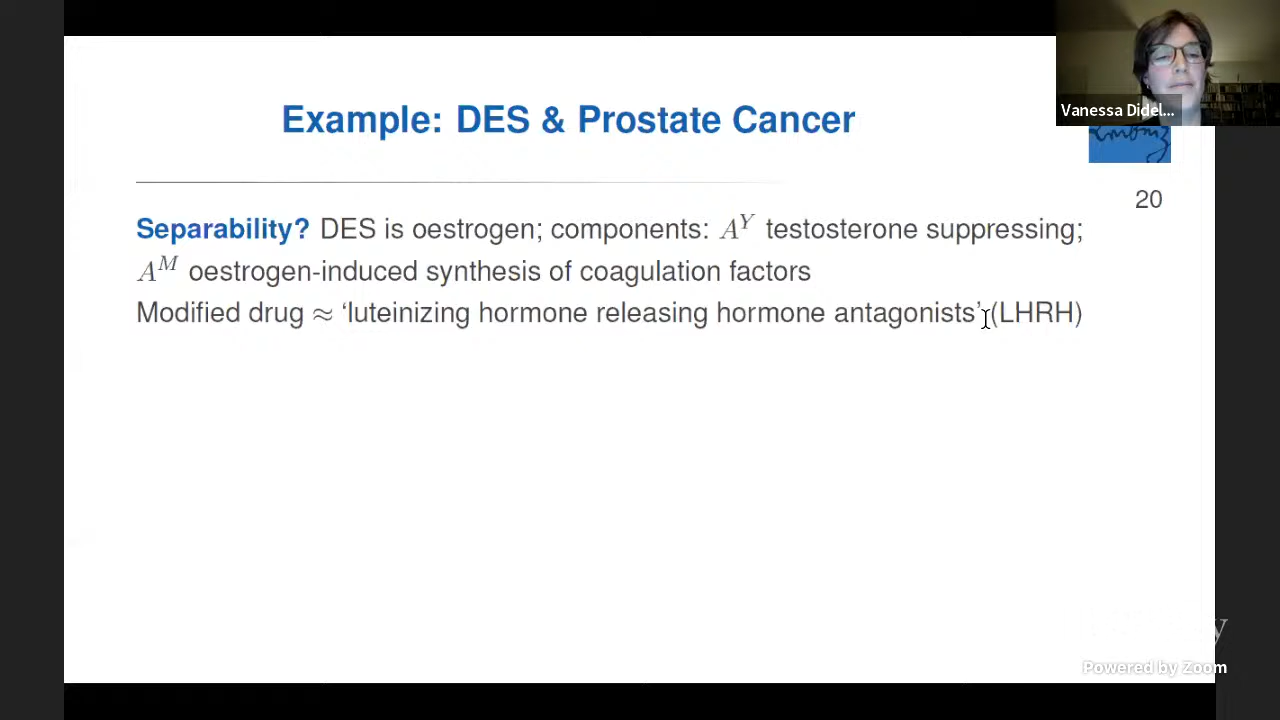 Example: DES & Prostate Cancer
Vanessa Didel...
20
Separability? DES is oestrogen; components: A^Y testosterone suppressing;
A^M oestrogen-induced synthesis of coagulation factors
Modified drug ≈ ‘luteinizing hormone releasing hormone antagonists’ (LHRH)
Powered by Zoom